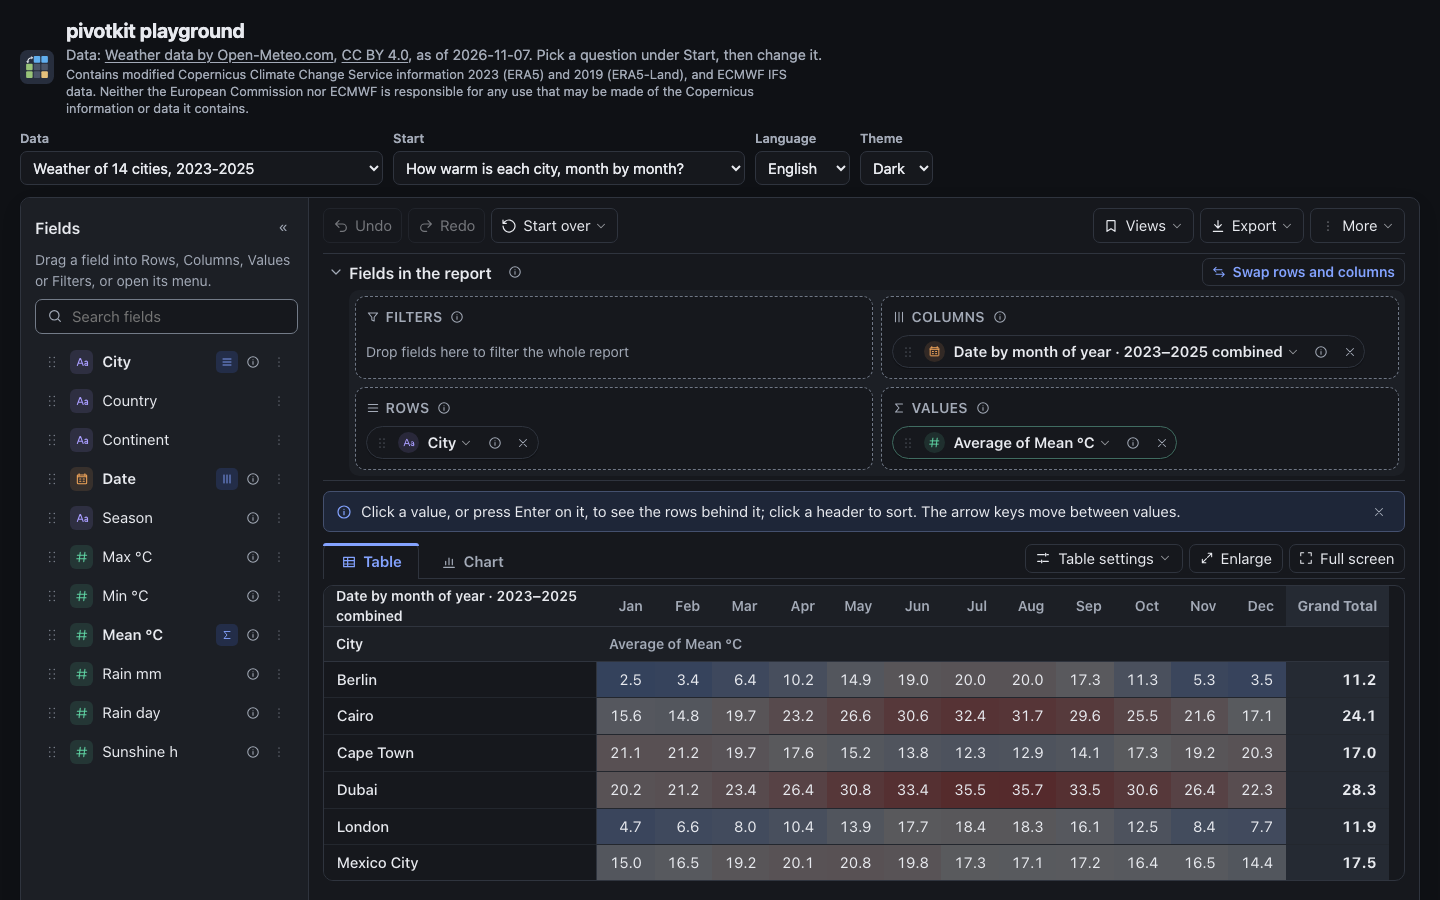 pivotkit playground
Data: Weather data by Open-Meteo.com, CC BY 4.0, as of 2026-11-07. Pick a question under Start, then change it.
Contains modified Copernicus Climate Change Service information 2023 (ERA5) and 2019 (ERA5-Land), and ECMWF IFS
data. Neither the European Commission nor ECMWF is responsible for any use that may be made of the Copernicus
information or data it contains.
Data Start Language Theme
Weather of 14 cities, 2023-2025 How warm is each city, month by month? English Dark
Fields «
Drag a field into Rows, Columns, Values
or Filters, or open its menu.
Search fields
Aa City
Aa Country
Aa Continent
Date
Aa Season
# Max °C
# Min °C
# Mean °C Σ
# Rain mm
# Rain day
# Sunshine h
Undo Redo Start over Views Export More
Fields in the report Swap rows and columns
FILTERS
Drop fields here to filter the whole report
COLUMNS
Date by month of year · 2023–2025 combined
ROWS
Aa City
Σ VALUES
# Average of Mean °C
Click a value, or press Enter on it, to see the rows behind it; click a header to sort. The arrow keys move between values.
Table Chart Table settings Enlarge Full screen
Date by month of year · 2023–2025
combined
Jan Feb Mar Apr May Jun Jul Aug Sep Oct Nov Dec Grand Total
City Average of Mean °C
Berlin 2.5 3.4 6.4 10.2 14.9 19.0 20.0 20.0 17.3 11.3 5.3 3.5 11.2
Cairo 15.6 14.8 19.7 23.2 26.6 30.6 32.4 31.7 29.6 25.5 21.6 17.1 24.1
Cape Town 21.1 21.2 19.7 17.6 15.2 13.8 12.3 12.9 14.1 17.3 19.2 20.3 17.0
Dubai 20.2 21.2 23.4 26.4 30.8 33.4 35.5 35.7 33.5 30.6 26.4 22.3 28.3
London 4.7 6.6 8.0 10.4 13.9 17.7 18.4 18.3 16.1 12.5 8.4 7.7 11.9
Mexico City 15.0 16.5 19.2 20.1 20.8 19.8 17.3 17.1 17.2 16.4 16.5 14.4 17.5